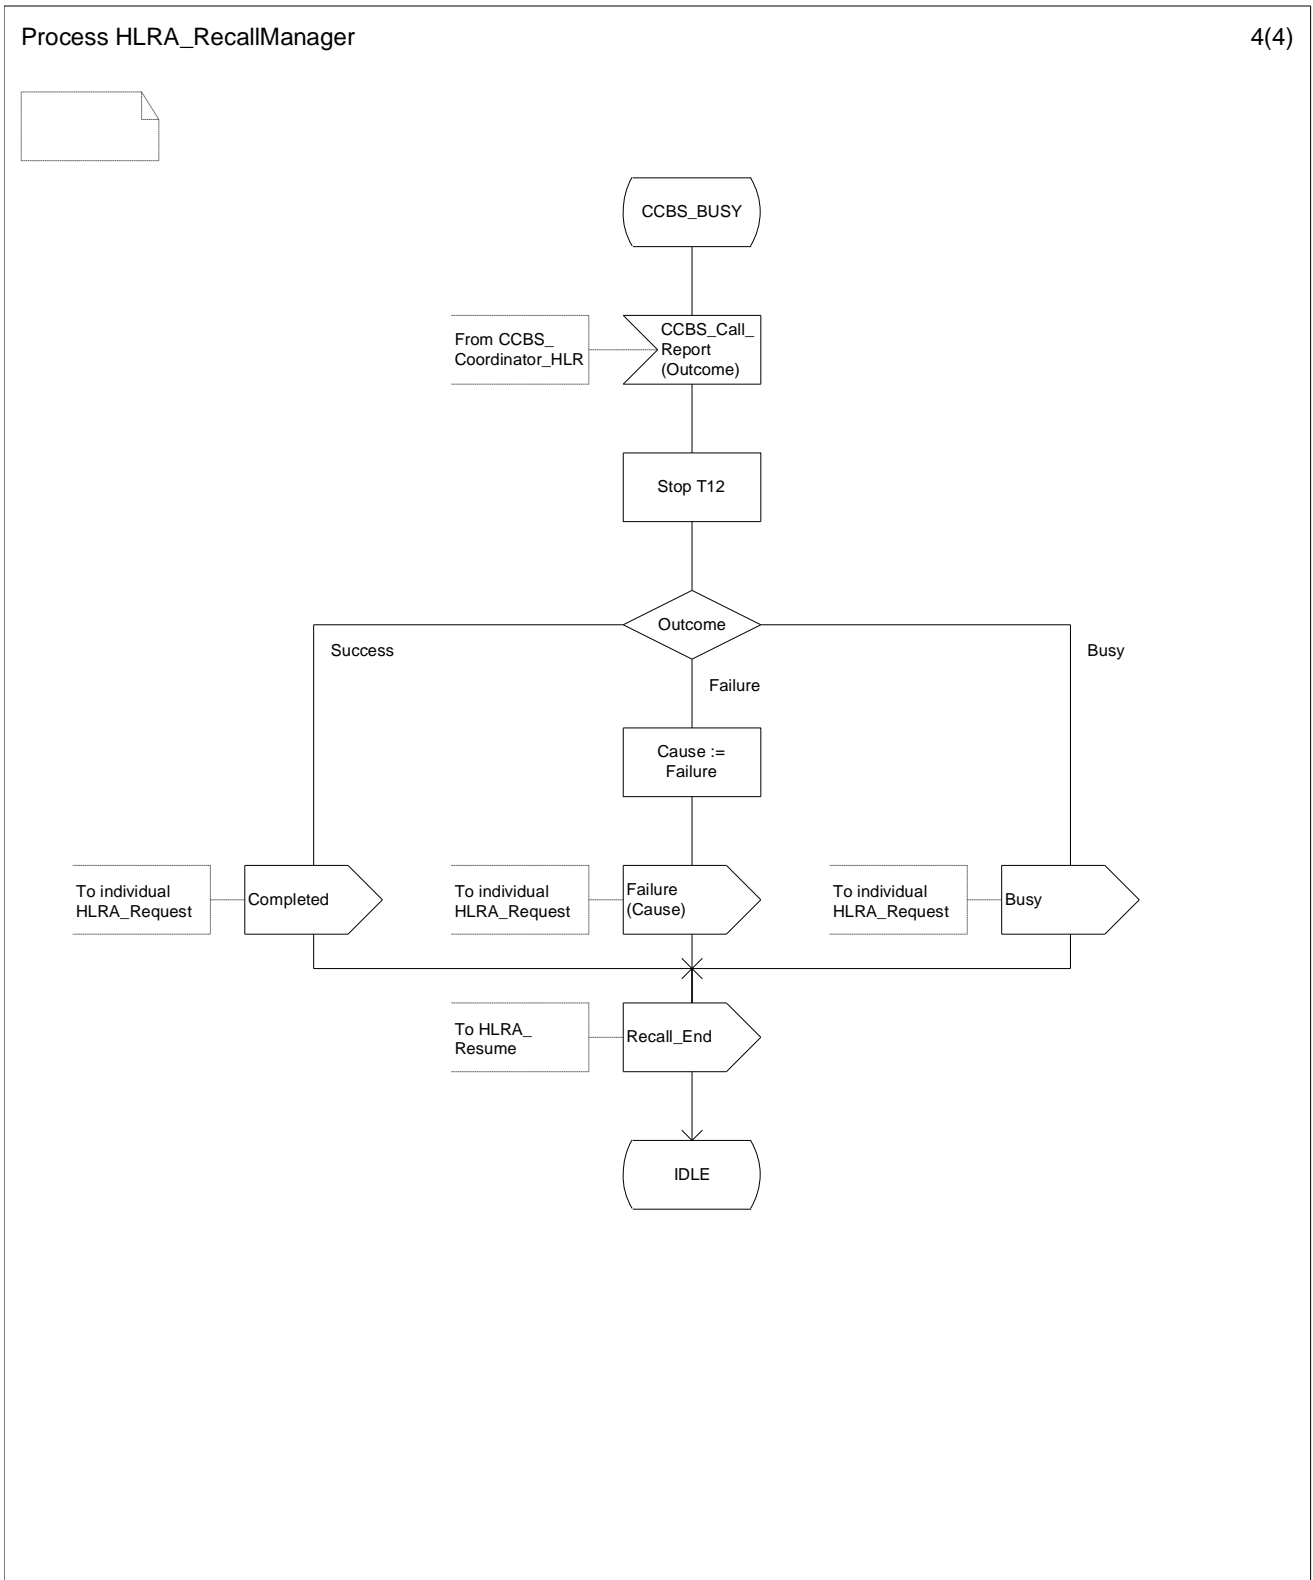 Process HLRA_RecallManager
4(4)
CCBS_BUSY
From CCBS_
Coordinator_HLR
CCBS_Call_
Report
(Outcome)
Stop T12
Outcome
Success
Busy
Failure
Cause :=
Failure
To individual
HLRA_Request
Completed
To individual
HLRA_Request
Failure
(Cause)
To individual
HLRA_Request
Busy
To HLRA_
Resume
Recall_End
IDLE